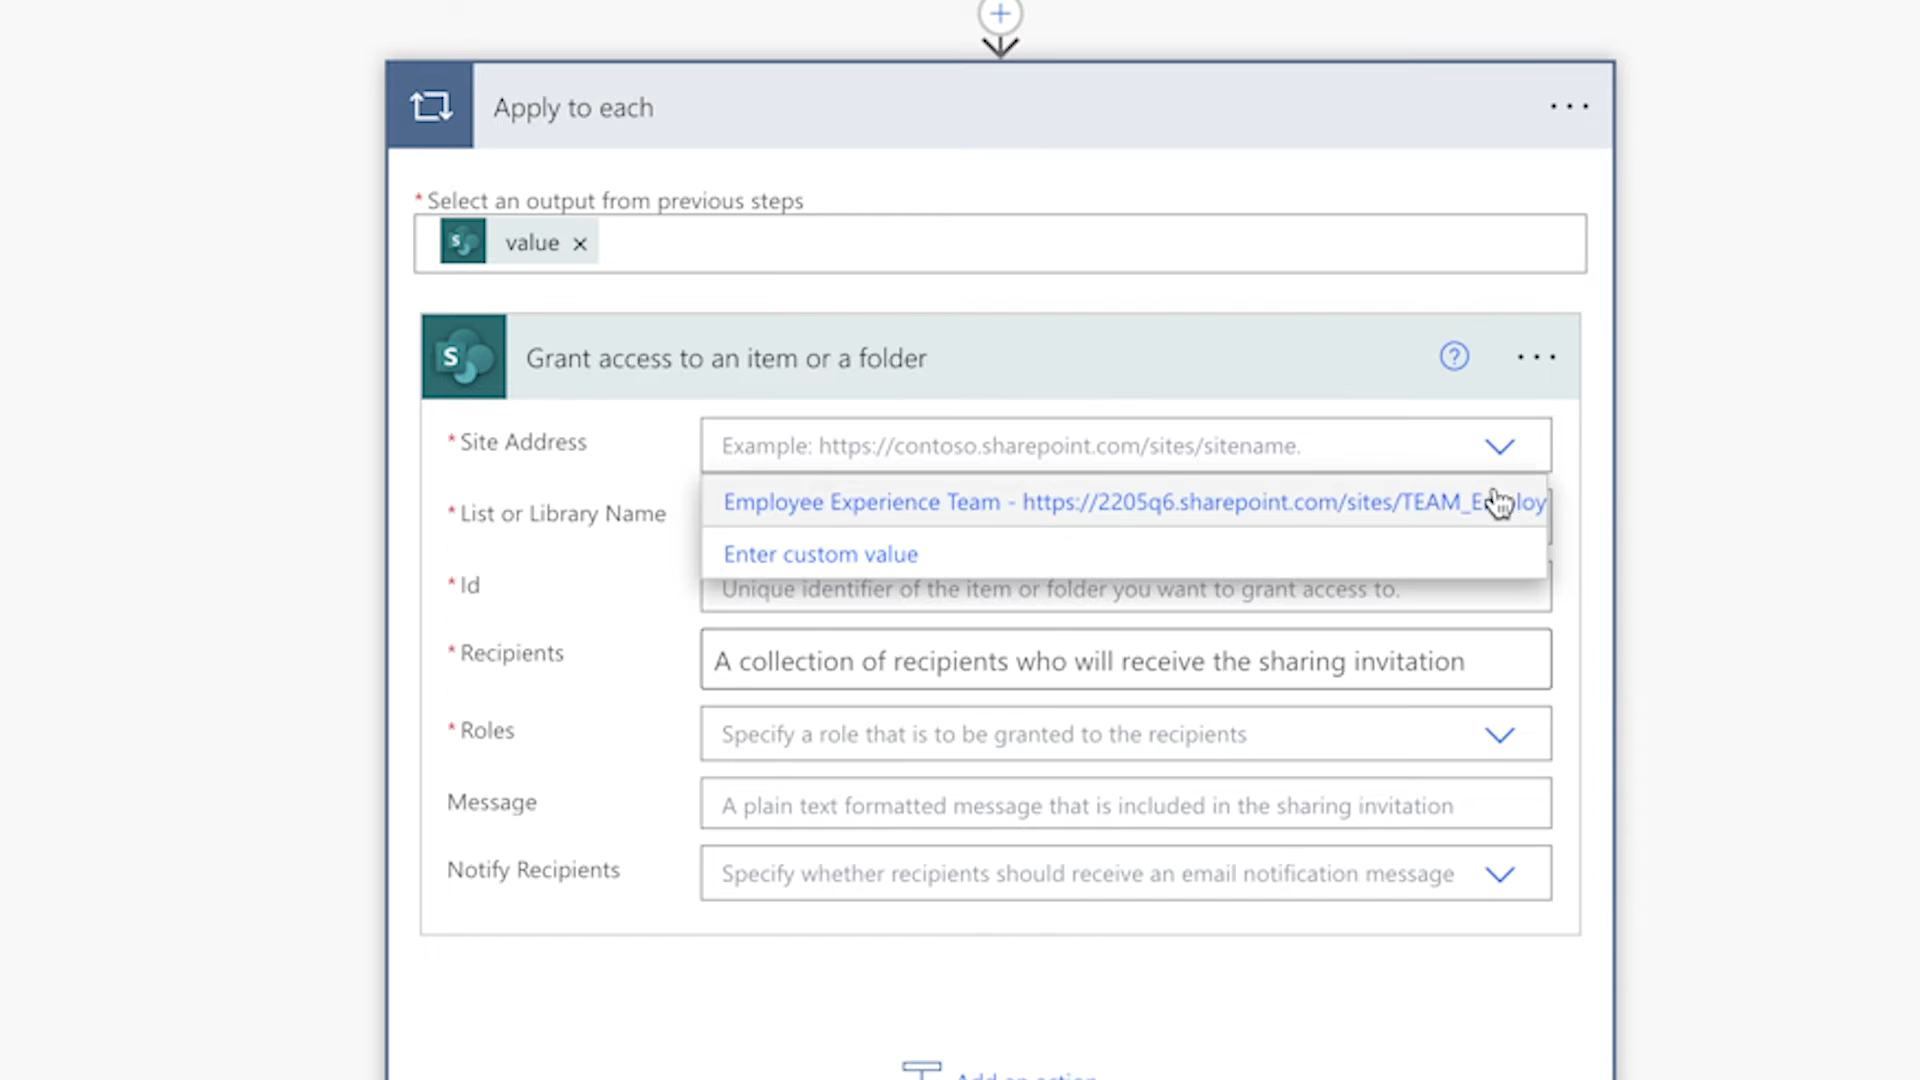 Apply to each
* Select an output from previous steps
S value ×
S Grant access to an item or a folder ?
* Site Address
Example: https://contoso.sharepoint.com/sites/sitename.
Employee Experience Team - https://2205q6.sharepoint.com/sites/TEAM_Employ
* List or Library Name
Enter custom value
* Id
Unique identifier of the item or folder you want to grant access to.
* Recipients
A collection of recipients who will receive the sharing invitation
* Roles
Specify a role that is to be granted to the recipients
Message
A plain text formatted message that is included in the sharing invitation
Notify Recipients
Specify whether recipients should receive an email notification message
Add an action